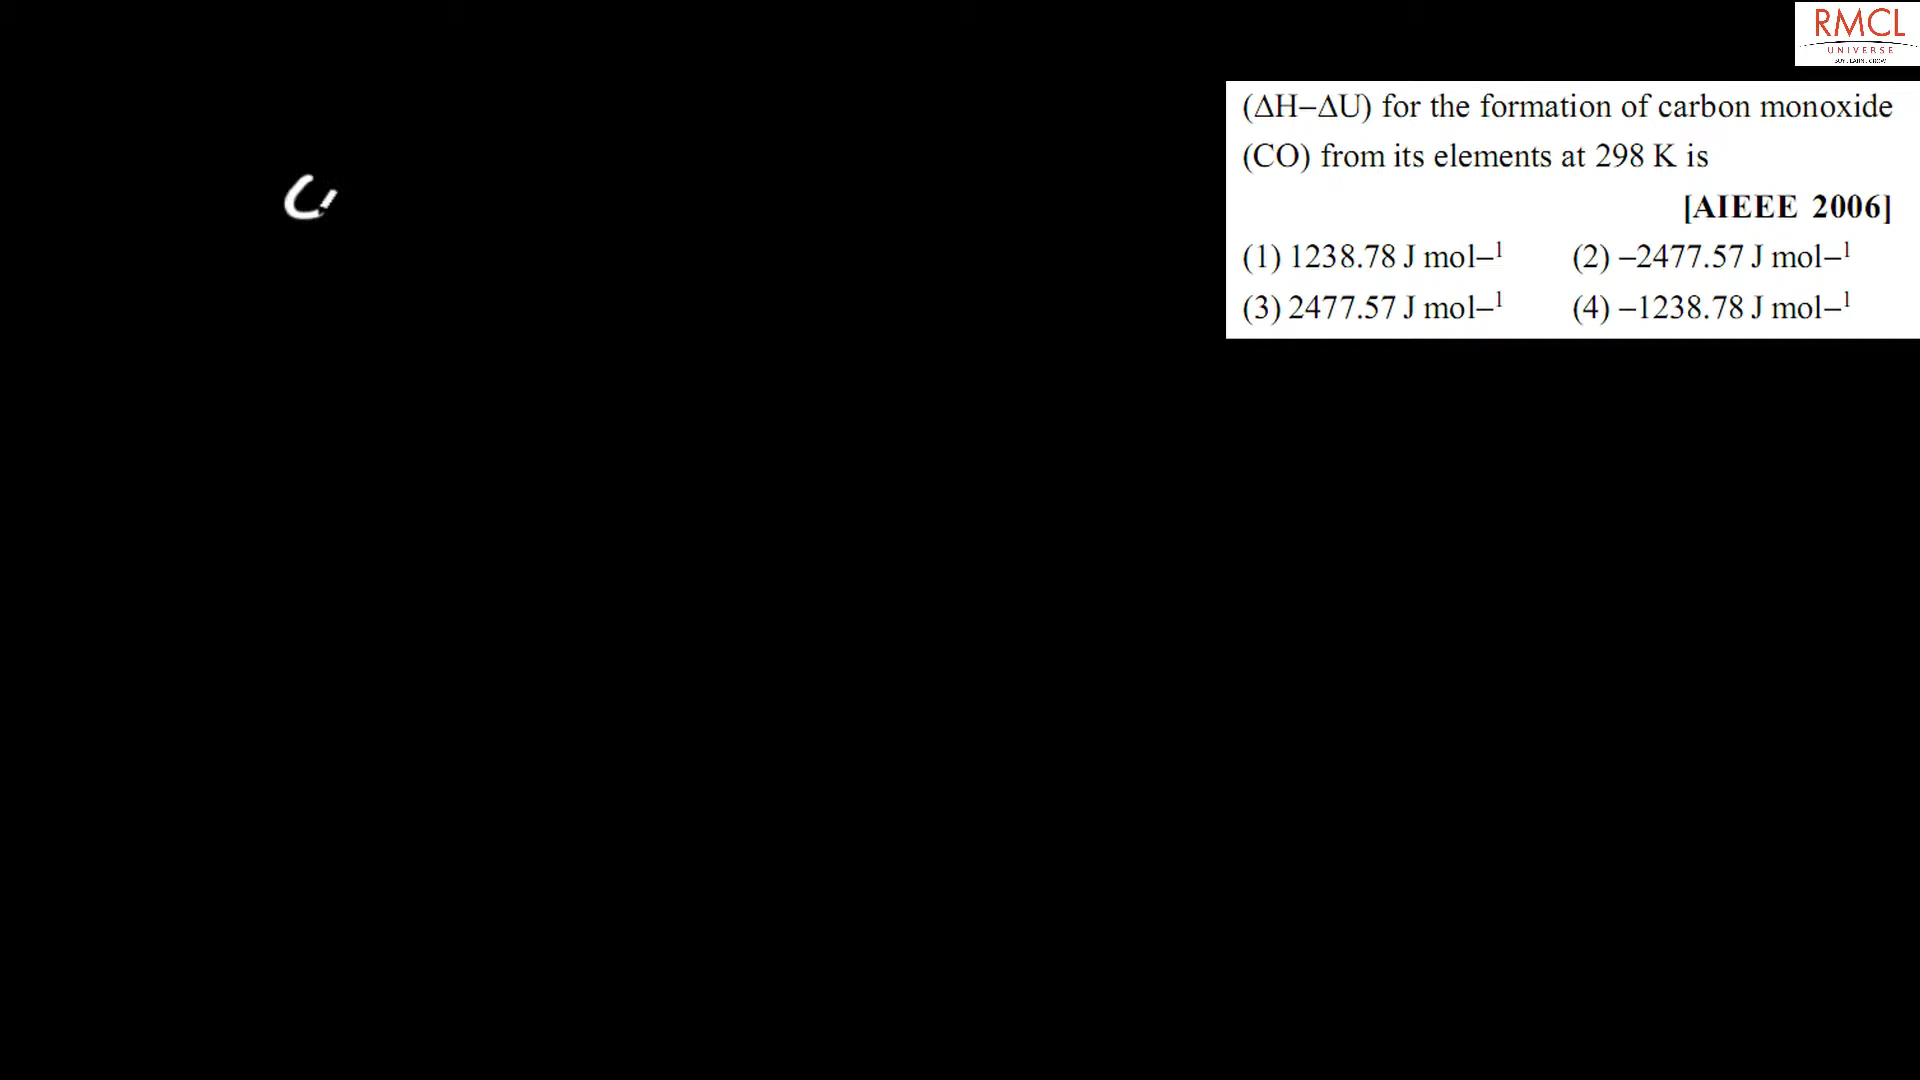 RMCL
UNIVERSE
(ΔH–ΔU) for the formation of carbon monoxide
(CO) from its elements at 298 K is
[AIEEE 2006]
(1) 1238.78 J mol–¹ (2) –2477.57 J mol–¹
(3) 2477.57 J mol–¹ (4) –1238.78 J mol–¹